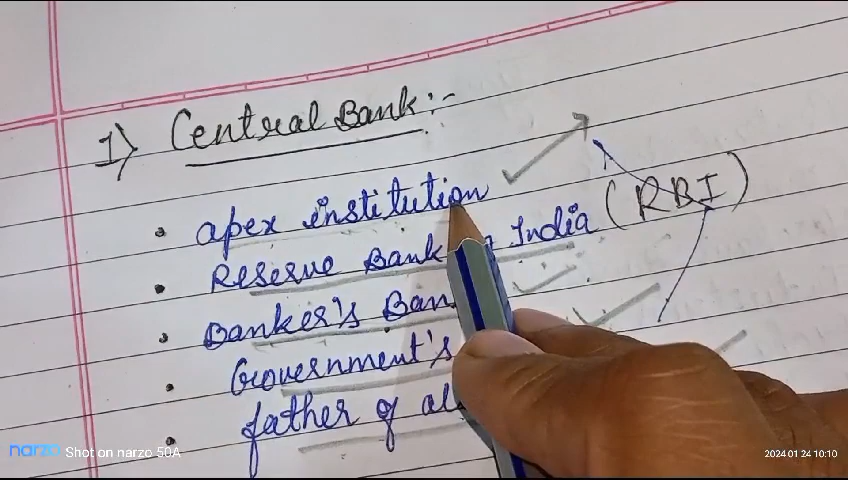 1) Central Bank :-
• apex institution
• Reserve Bank India (RBI)
• Banker's
• Government's
• father of
narzo Shot on narzo 50A
2024 01 24 10:10